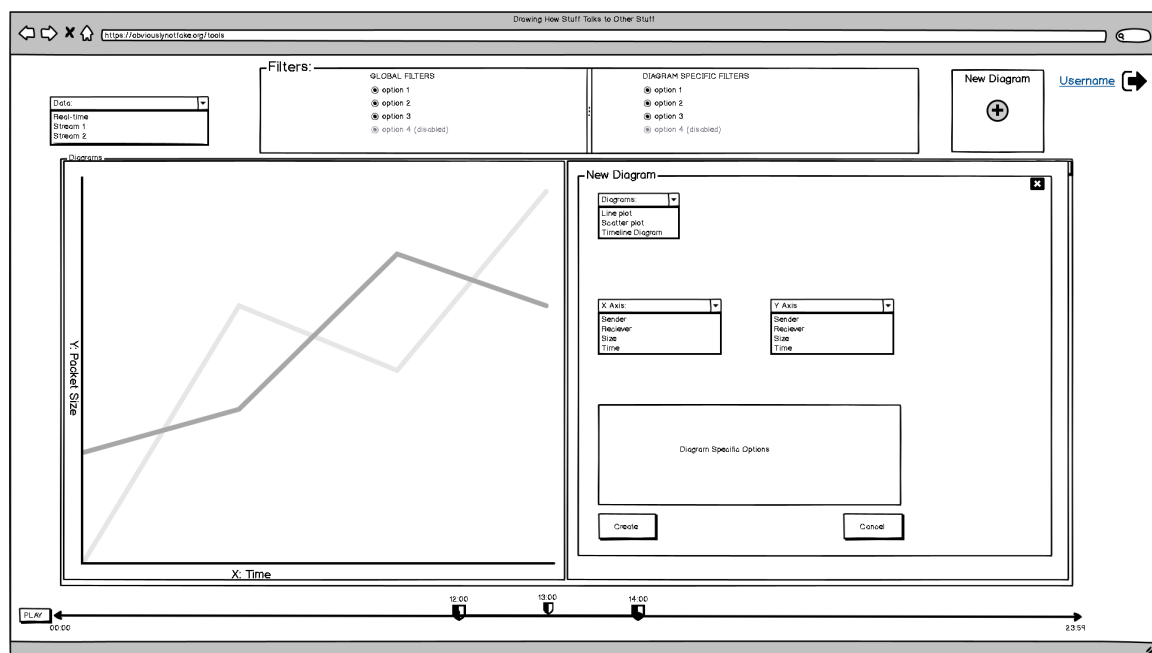 Drawing How Stuff Talks to Other Stuff
https://obviouslynotfake.org/tools
Data:
Real-time
Stream 1
Stream 2
Filters:
GLOBAL FILTERS
option 1
option 2
option 3
option 4 (disabled)
DIAGRAM SPECIFIC FILTERS
option 1
option 2
option 3
option 4 (disabled)
New Diagram
Username
Diagrams
Y: Packet Size
X: Time
New Diagram
Diagrams:
Line plot
Scatter plot
Timeline Diagram
X Axis:
Sender
Reciever
Size
Time
Y Axis
Sender
Reciever
Size
Time
Diagram Specific Options
Create
Cancel
PLAY
00:00
12:00
13:00
14:00
23:59